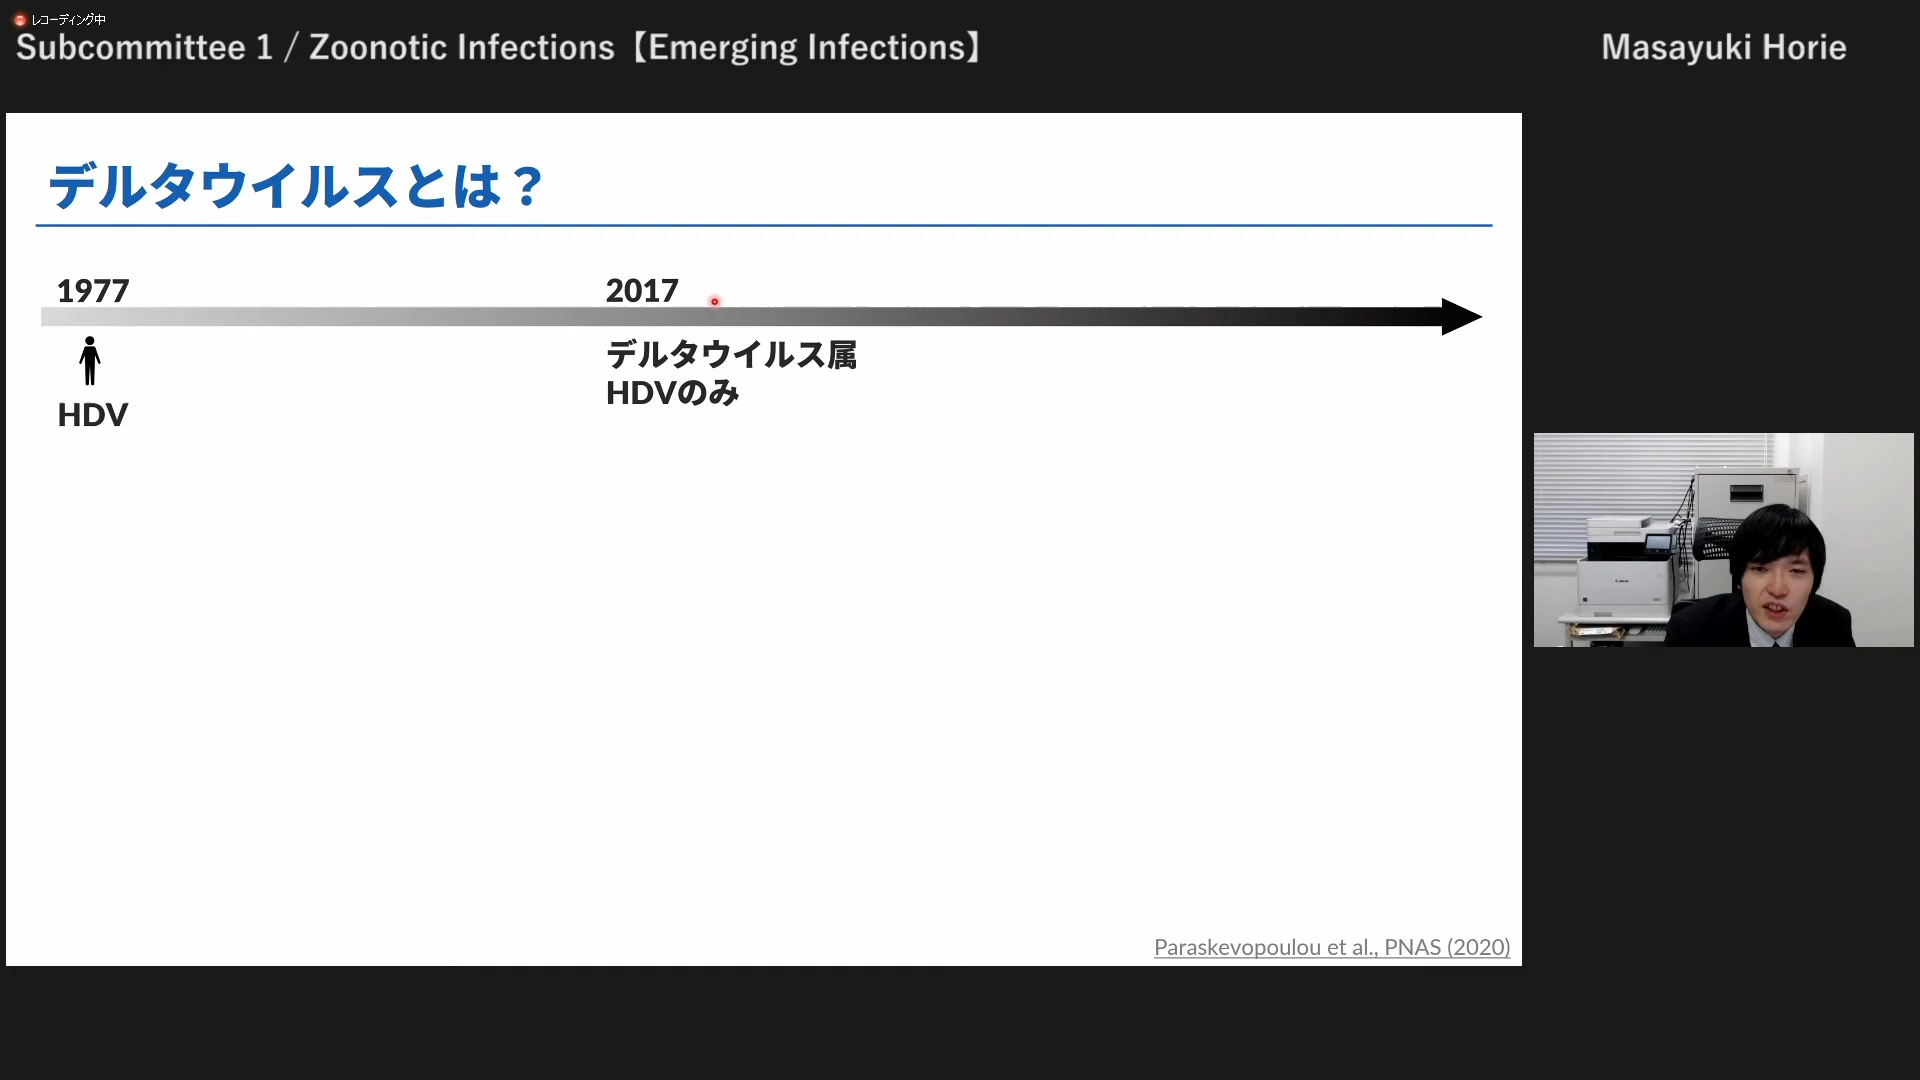 レコーディング中
Subcommittee 1 / Zoonotic Infections【Emerging Infections】
Masayuki Horie
デルタウイルスとは？
1977
2017
HDV
デルタウイルス属
HDVのみ
Paraskevopoulou et al., PNAS (2020)
Canon